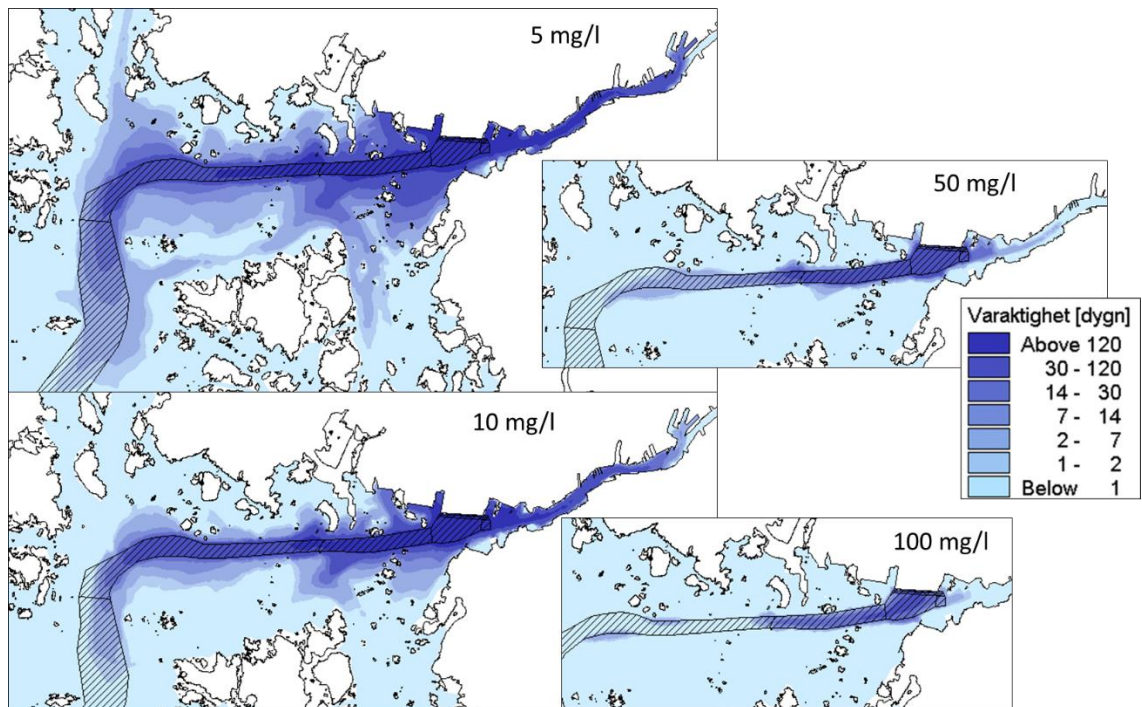 5 mg/l
50 mg/l
Varaktighet [dygn]
Above 120
30 - 120
14 - 30
7 - 14
2 - 7
1 - 2
Below 1
10 mg/l
100 mg/l